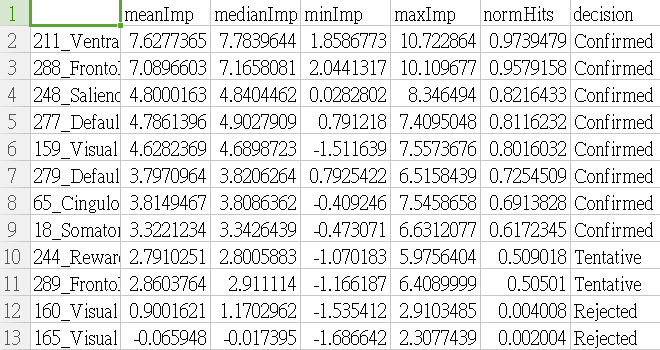 1 meanImp medianImp minImp maxImp normHits decision
2 211_Ventra 7.6277365 7.7839644 1.8586773 10.722864 0.9739479 Confirmed
3 288_Fronto 7.0896603 7.1658081 2.0441317 10.109677 0.9579158 Confirmed
4 248_Salienc 4.8000163 4.8404462 0.0282802 8.346494 0.8216433 Confirmed
5 277_Defaul 4.7861396 4.9027909 0.791218 7.4095048 0.8116232 Confirmed
6 159_Visual 4.6282369 4.6898723 -1.511639 7.5573676 0.8016032 Confirmed
7 279_Defaul 3.7970964 3.8206264 0.7925422 6.5158439 0.7254509 Confirmed
8 65_Cingulo 3.8149467 3.8086362 -0.409246 7.5458658 0.6913828 Confirmed
9 18_Somator 3.3221234 3.3426439 -0.473071 6.6312077 0.6172345 Confirmed
10 244_Rewar 2.7910251 2.8005883 -1.070183 5.9756404 0.509018 Tentative
11 289_Fronto 2.8603764 2.911114 -1.166187 6.4089999 0.50501 Tentative
12 160_Visual 0.9001621 1.1702962 -1.535412 2.9103485 0.004008 Rejected
13 165_Visual -0.065948 -0.017395 -1.686642 2.3077439 0.002004 Rejected